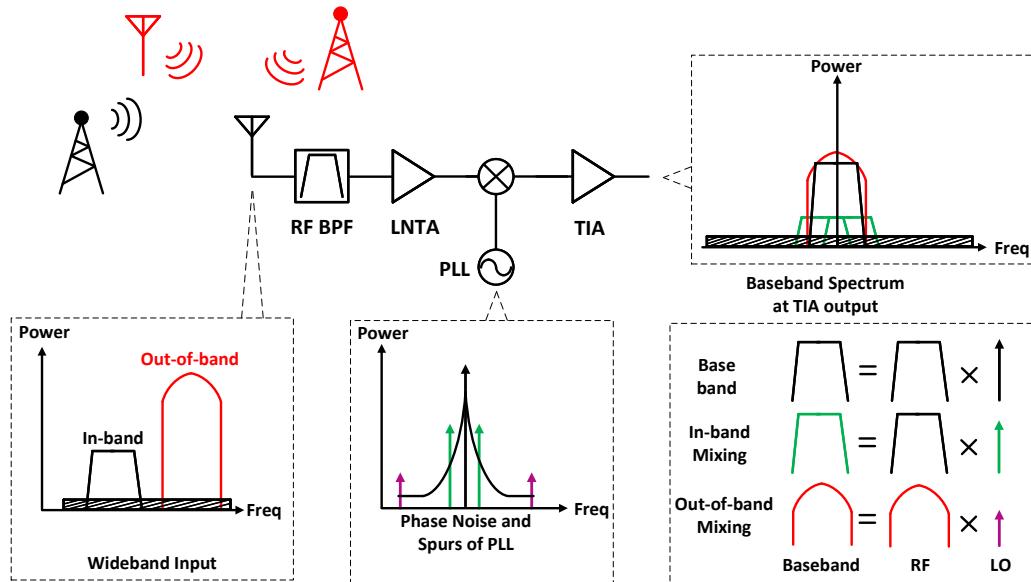 Power
Freq
RF BPF
LNTA
TIA
PLL
Baseband Spectrum
at TIA output
Power
Out-of-band
In-band
Freq
Wideband Input
Power
Freq
Phase Noise and
Spurs of PLL
Base
band
=
×
In-band
Mixing
=
×
Out-of-band
Mixing
=
×
Baseband
RF
LO